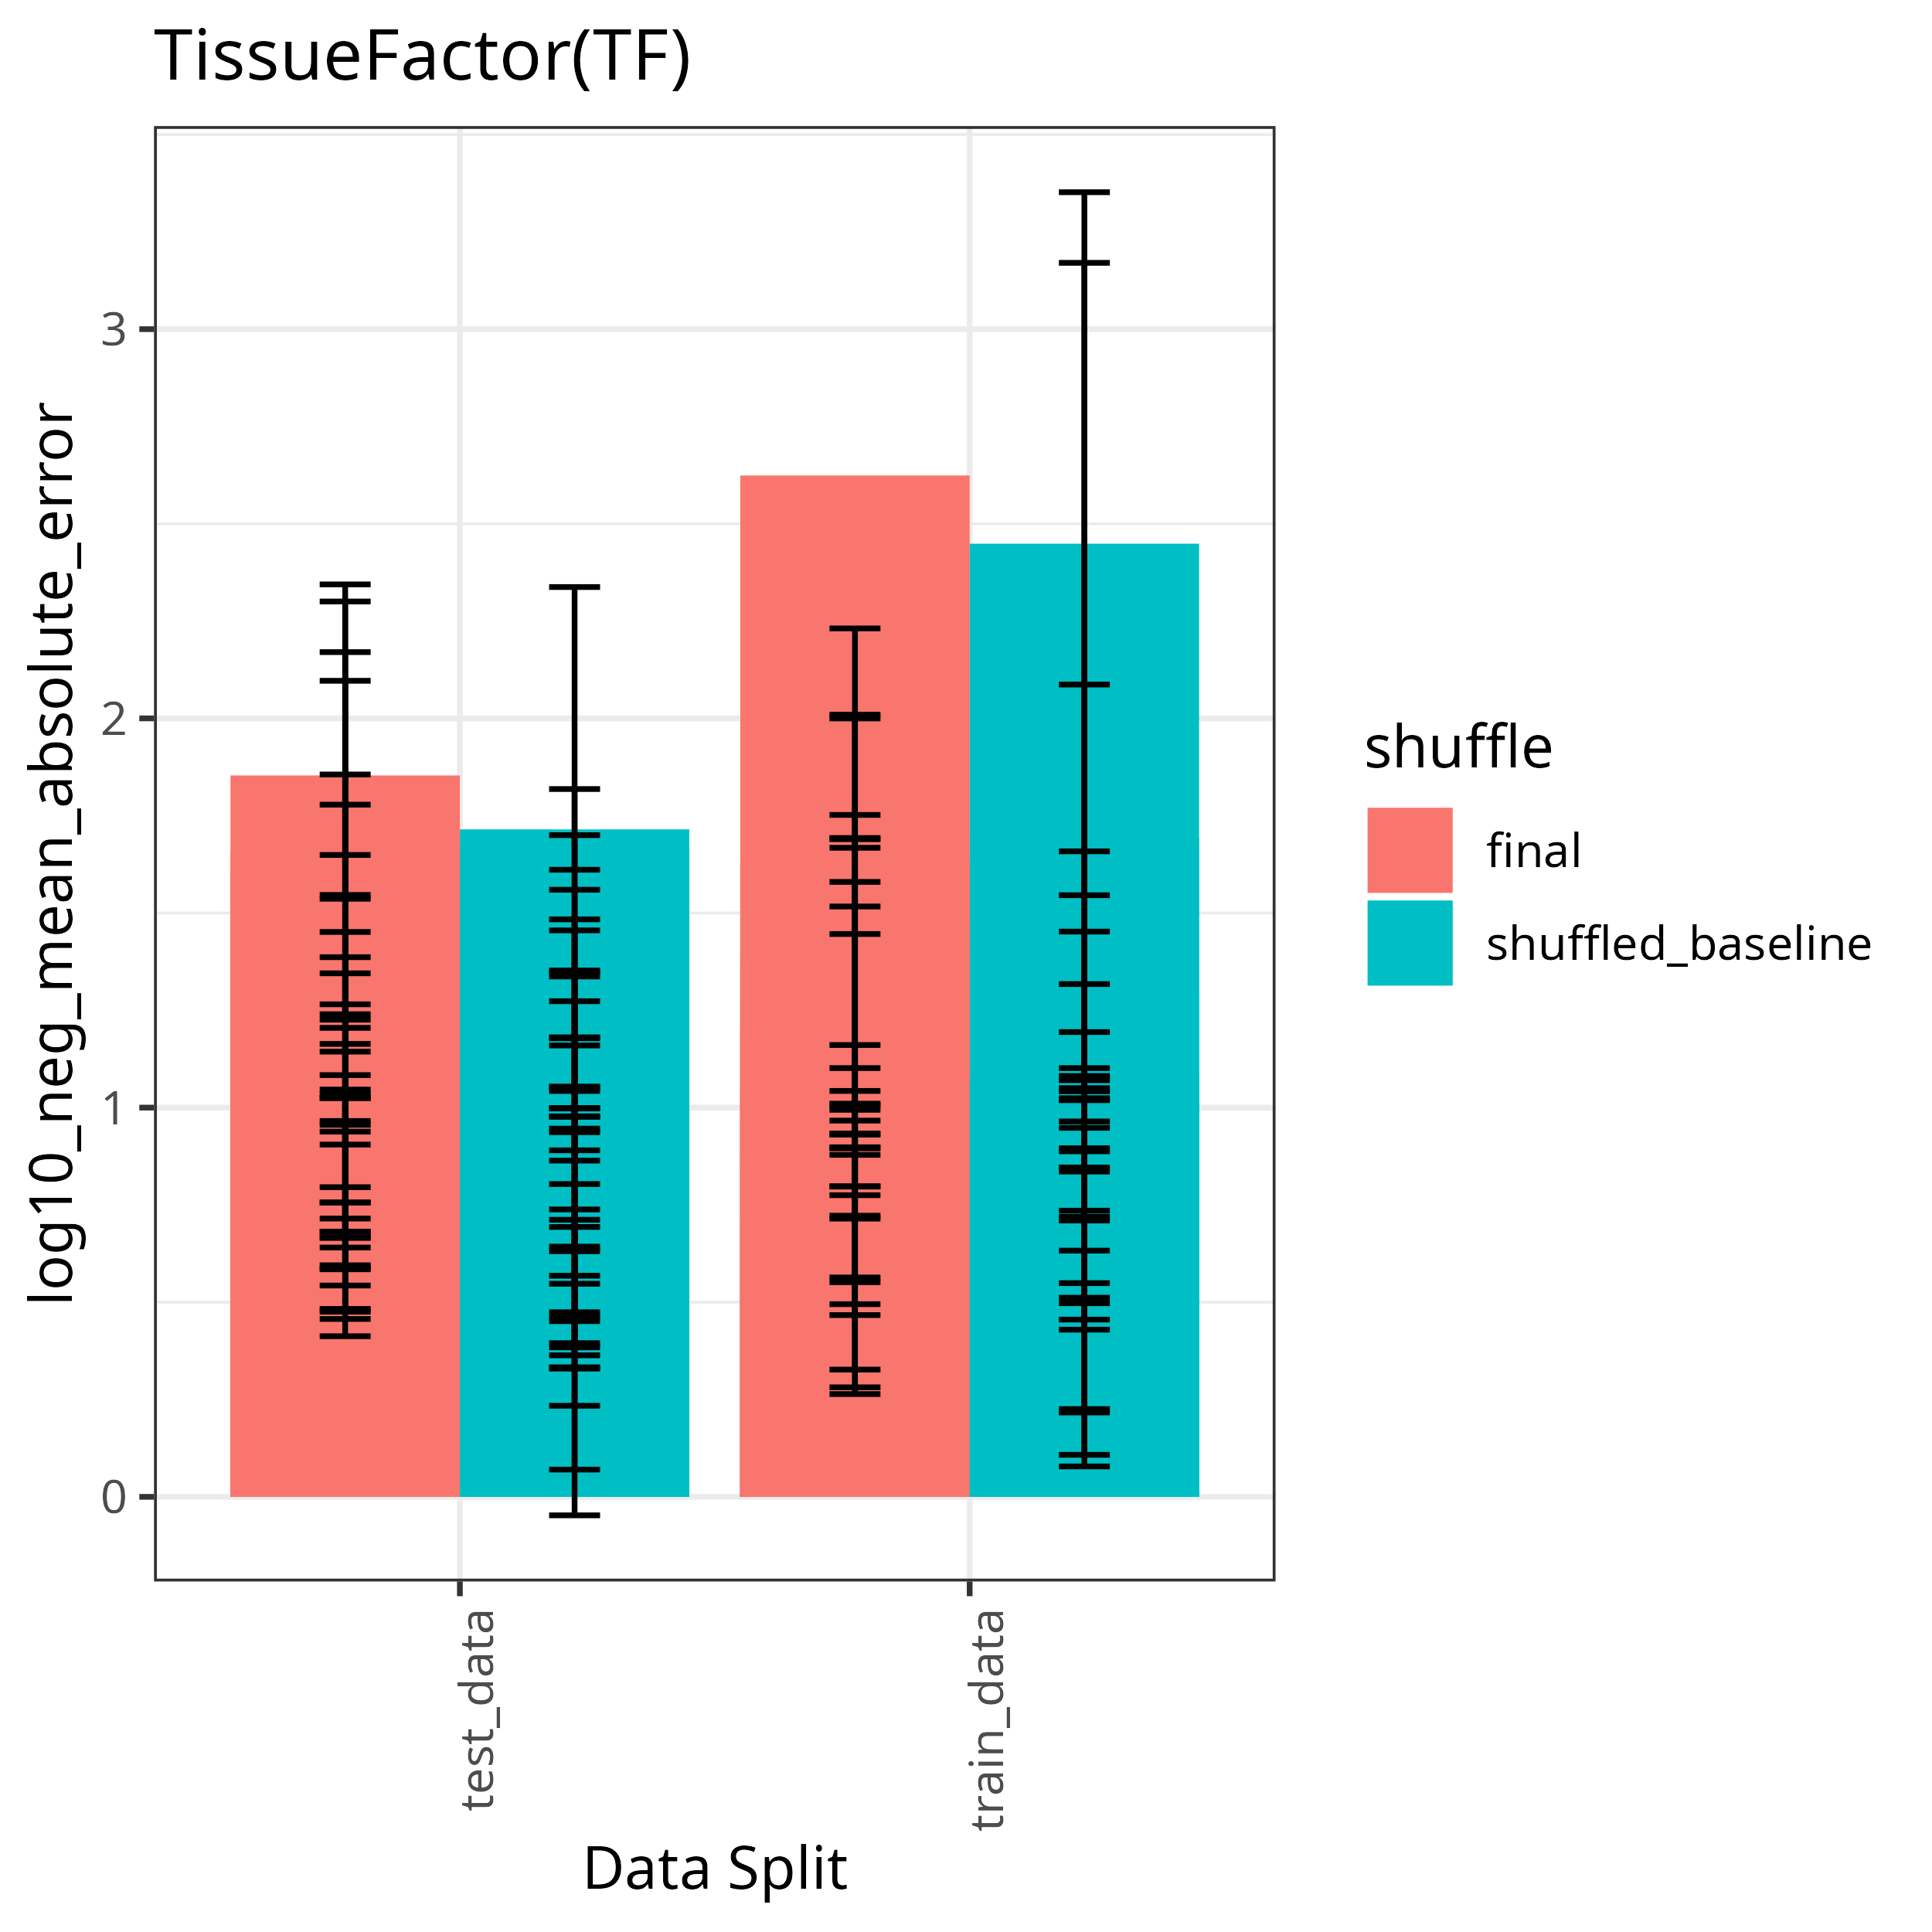 TissueFactor(TF)
log10_neg_mean_absolute_error
3
2
1
0
test_data
train_data
Data Split
shuffle
final
shuffled_baseline